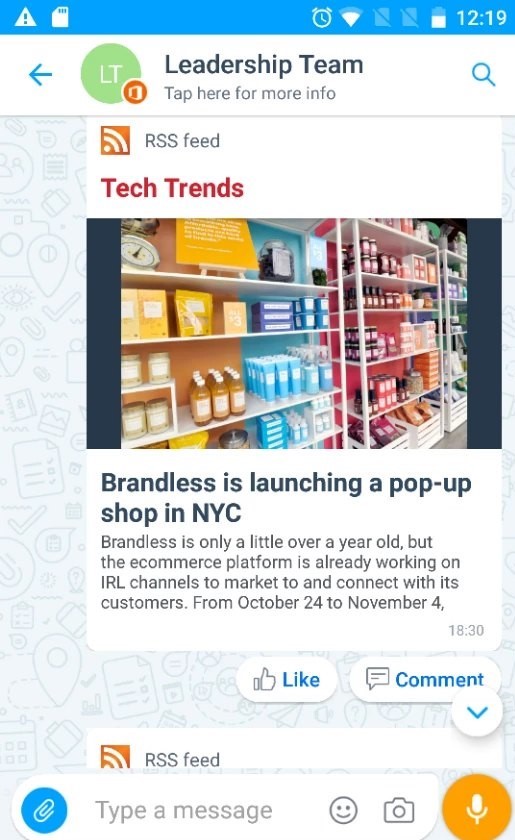 12:19
LT
Leadership Team
Tap here for more info
RSS feed
Tech Trends
Brandless is launching a pop-up
shop in NYC
Brandless is only a little over a year old, but
the ecommerce platform is already working on
IRL channels to market to and connect with its
customers. From October 24 to November 4,
18:30
Like
Comment
RSS feed
Type a message